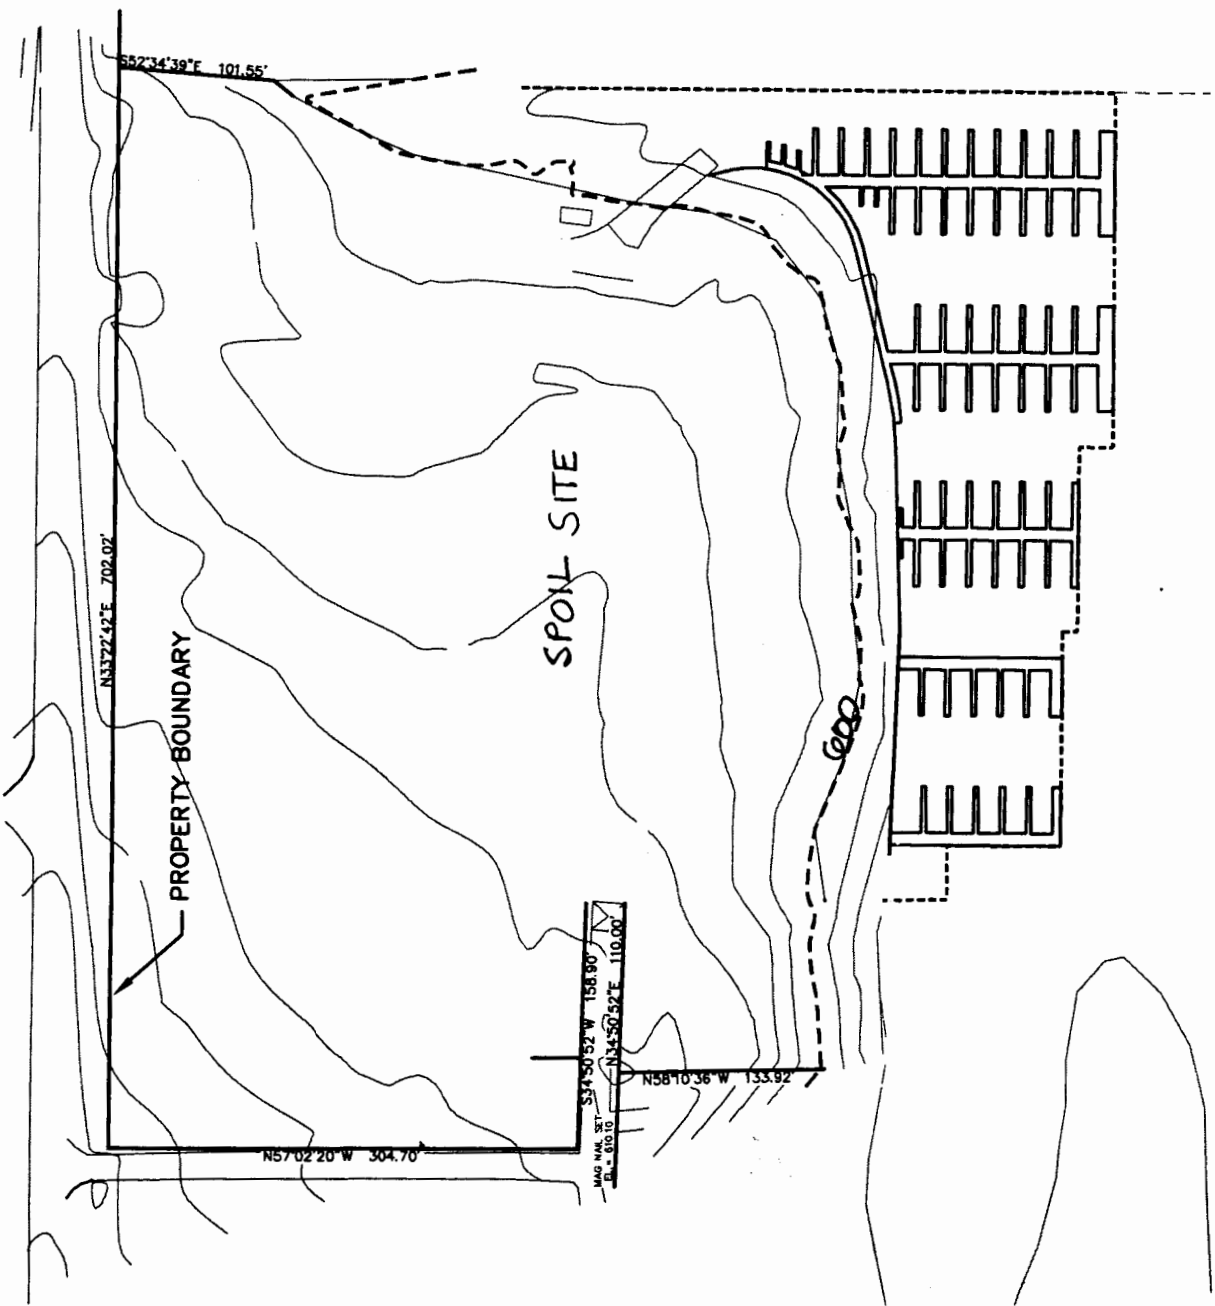 S52°34'39"E 101.55'
SPOIL SITE
N33°22'42"E 702.02'
PROPERTY BOUNDARY
600
S34°50'52"W 158.90'
N34°50'52"E 110.00'
N58°10'36"W 133.92'
MAG NAIL SET
EL.= 610.10
N57°02'20"W 304.70'